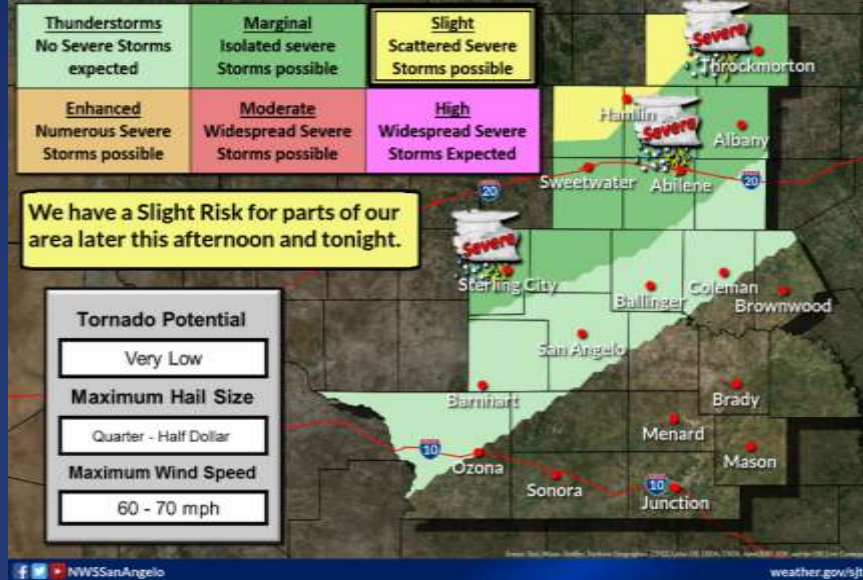 Thunderstorms
No Severe Storms
expected
Marginal
Isolated severe
Storms possible
Slight
Scattered Severe
Storms possible
Enhanced
Numerous Severe
Storms possible
Moderate
Widespread Severe
Storms possible
High
Widespread Severe
Storms Expected
We have a Slight Risk for parts of our
area later this afternoon and tonight.
Tornado Potential
Very Low
Maximum Hail Size
Quarter - Half Dollar
Maximum Wind Speed
60 - 70 mph
Severe
Throckmorton
Hamlin
Severe
Albany
Sweetwater
Abilene
20
20
Severe
Sterling City
Ballinger
Coleman
Brownwood
San Angelo
Barnhart
Brady
Menard
10
Ozona
Mason
Sonora
10
Junction
NWSSanAngelo
weather.gov/sjt